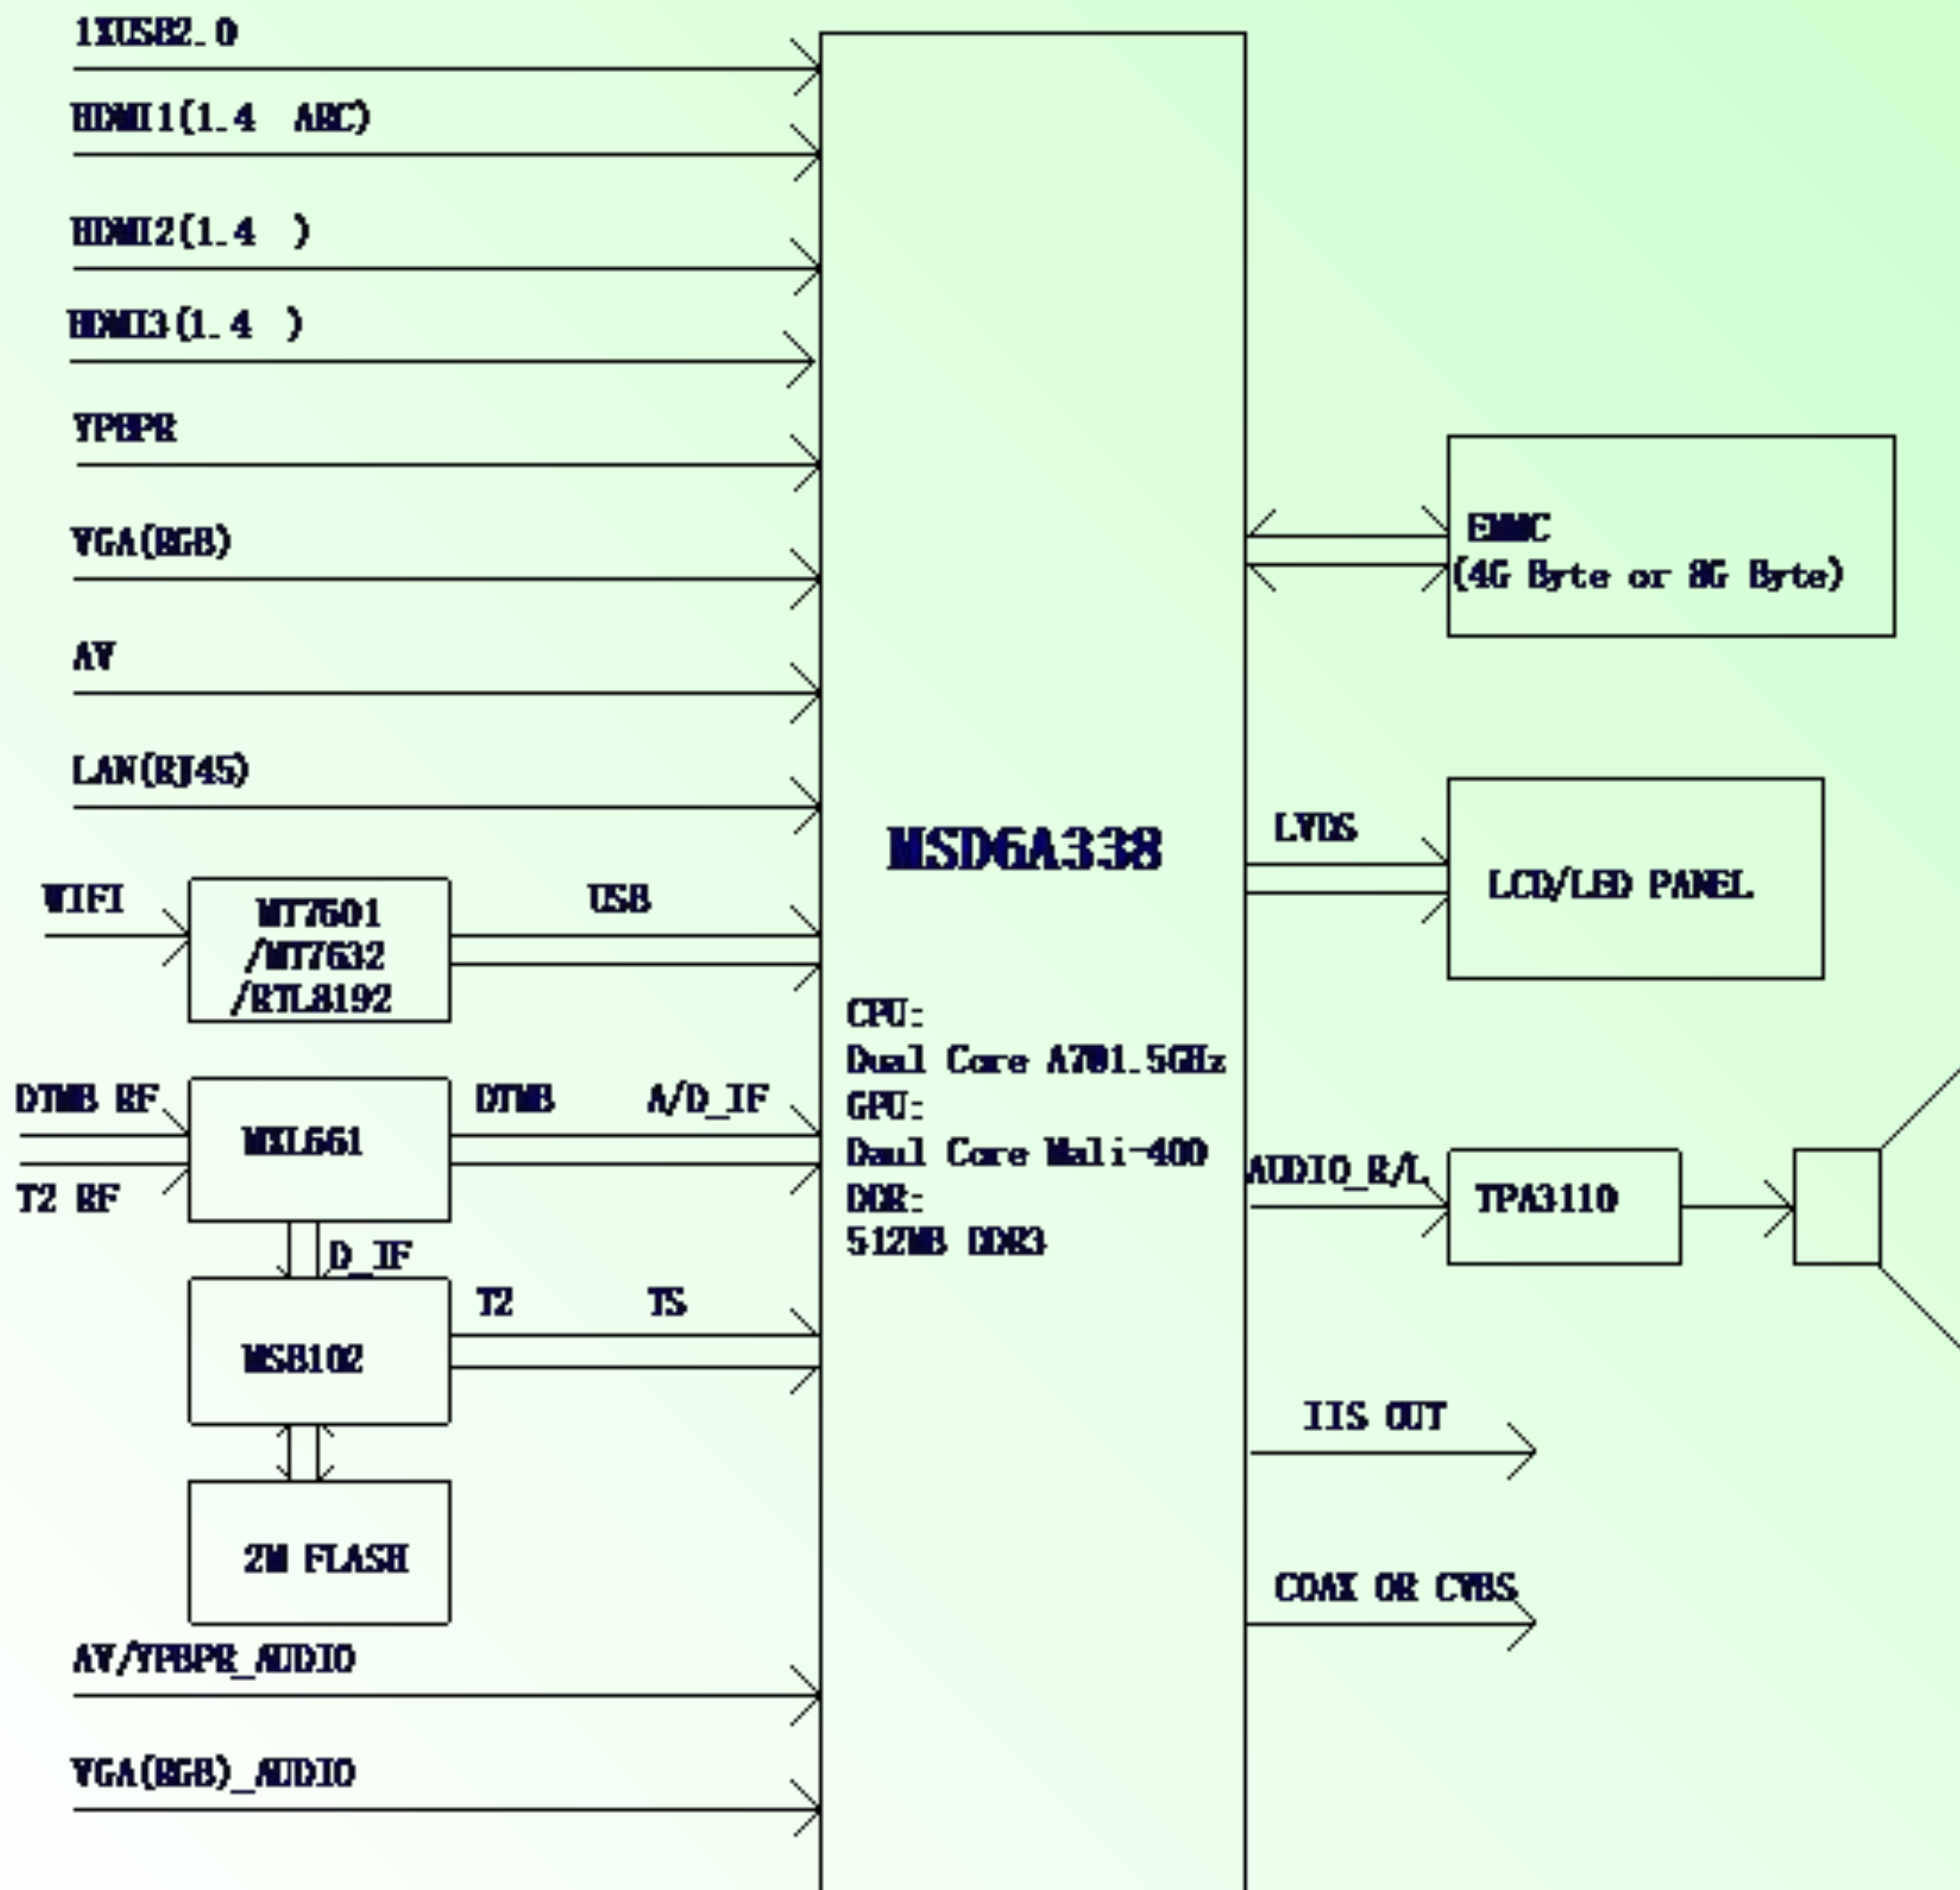 1XUSB2.0
HDMI1(1.4 ARC)
HDMI2(1.4 )
HDMI3(1.4 )
YPBPR
VGA(RGB)
AV
LAN(RJ45)
WIFI
MT7601
/MT7632
/RTL8192
USB
DTMB RF
T2 RF
MXL661
DTMB A/D_IF
D_IF
MSB102
T2 TS
2M FLASH
AV/YPBPR_AUDIO
VGA(RGB)_AUDIO
MSD6A338
CPU:
Dual Core A7@1.5GHz
GPU:
Daul Core Mali-400
DDR:
512MB DDR3
EMMC
(4G Byte or 8G Byte)
LVDS
LCD/LED PANEL
AUDIO_R/L
TPA3110
IIS OUT
COAX OR CVBS